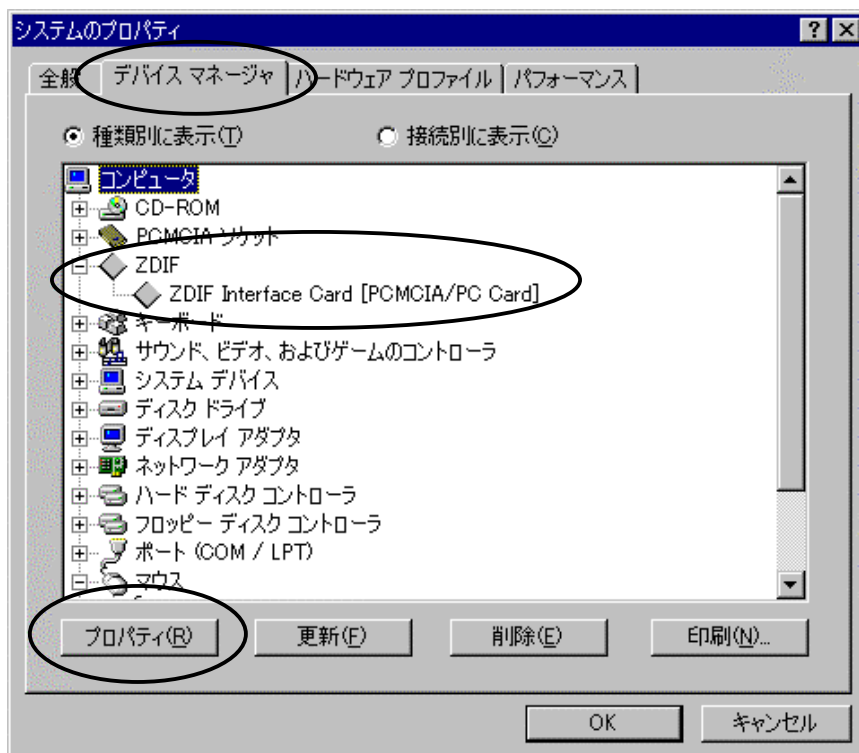 システムのプロパティ
全般 デバイス マネージャ ハードウェア プロファイル パフォーマンス
種類別に表示(T) 接続別に表示(C)
コンピュータ
CD-ROM
PCMCIA ソケット
ZDIF
ZDIF Interface Card [PCMCIA/PC Card]
キーボード
サウンド、ビデオ、およびゲームのコントローラ
システム デバイス
ディスク ドライブ
ディスプレイ アダプタ
ネットワーク アダプタ
ハード ディスク コントローラ
フロッピー ディスク コントローラ
ポート (COM / LPT)
マウス
プロパティ(R) 更新(F) 削除(E) 印刷(N)...
OK キャンセル